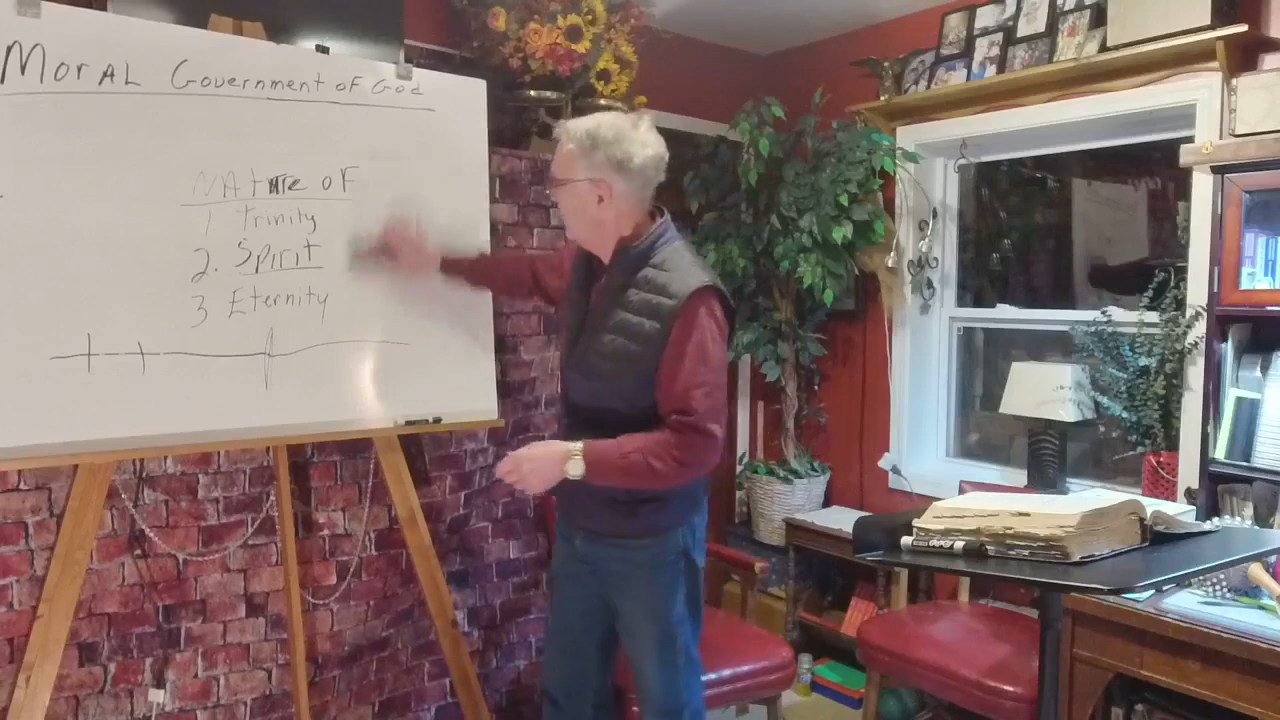 Moral Government of God
Nature of
1 Trinity
2. Spirit
3 Eternity